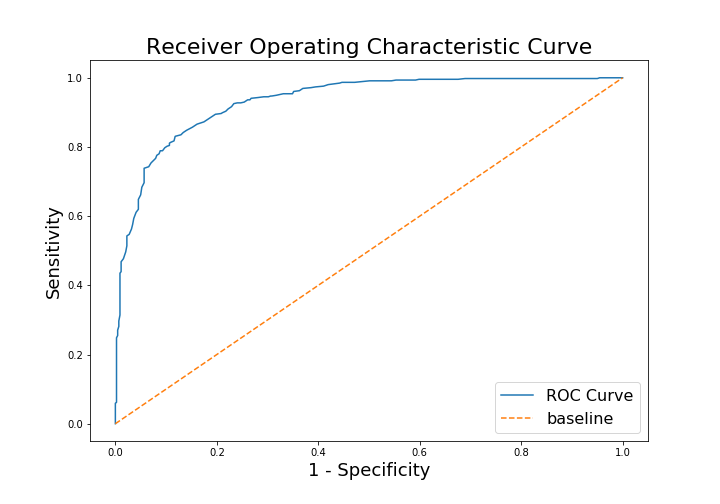 Receiver Operating Characteristic Curve
Sensitivity
1.0
0.8
0.6
0.4
0.2
0.0
0.0 0.2 0.4 0.6 0.8 1.0
1 - Specificity
ROC Curve
baseline